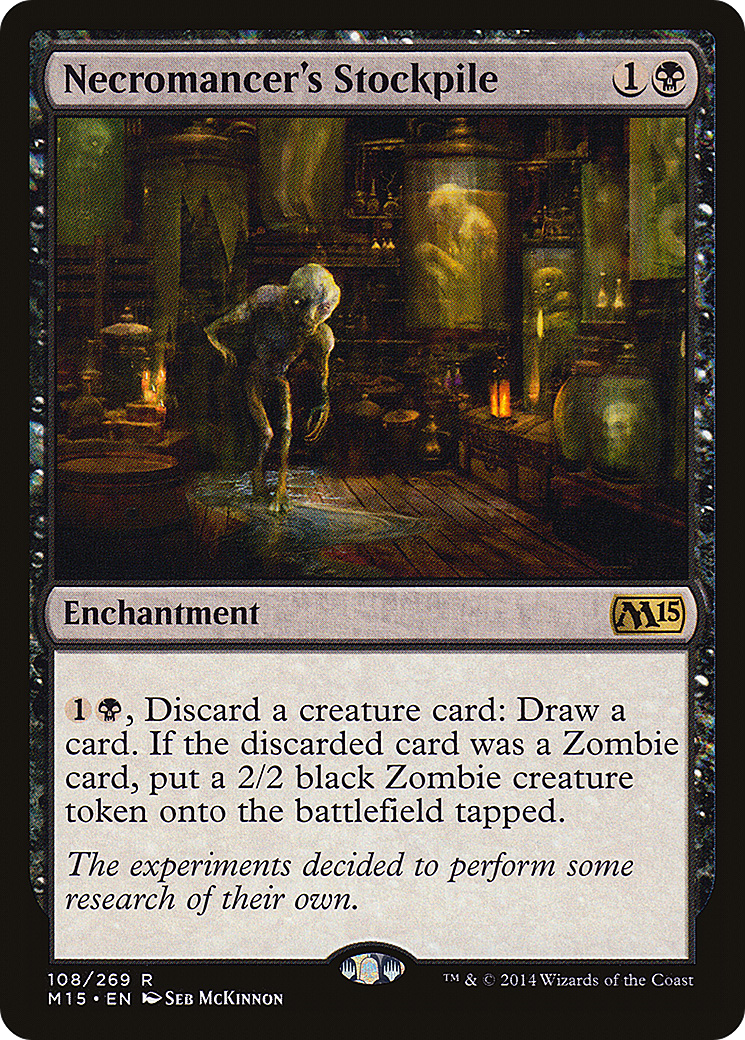 Necromancer's Stockpile 1
Enchantment M15
1, Discard a creature card: Draw a
card. If the discarded card was a Zombie
card, put a 2/2 black Zombie creature
token onto the battlefield tapped.
The experiments decided to perform some
research of their own.
108/269 R
™ & © 2014 Wizards of the Coast
M15 • EN Seb McKinnon